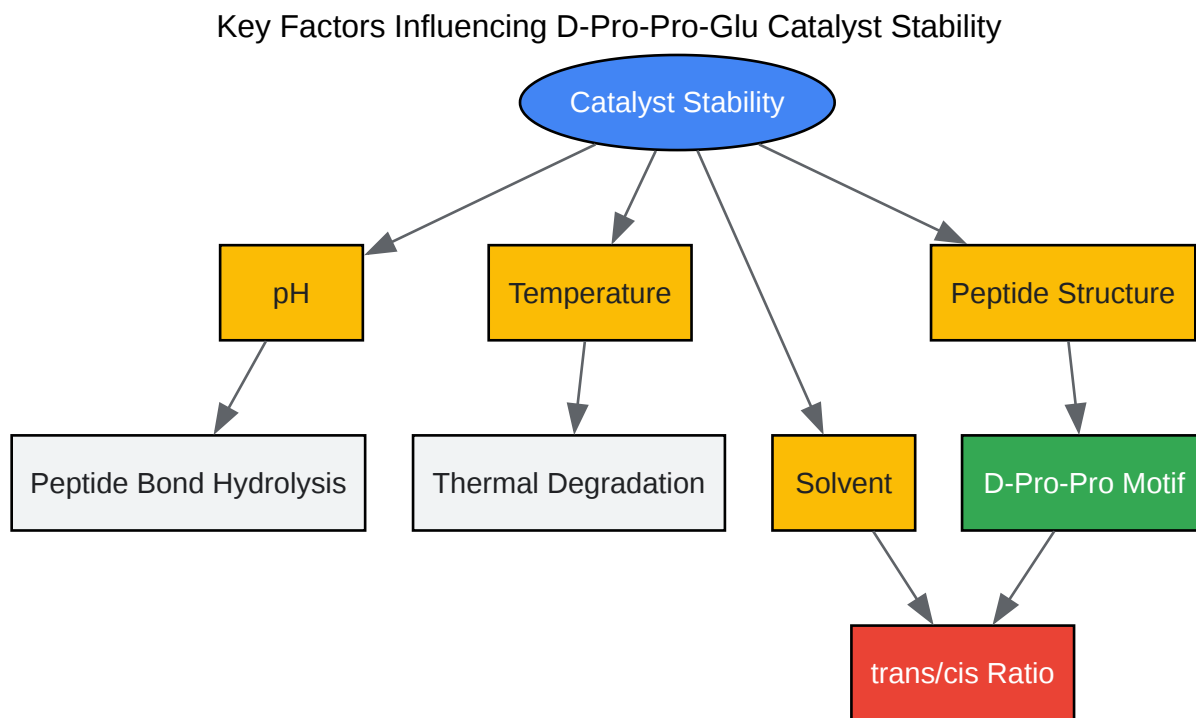 Key Factors Influencing D-Pro-Pro-Glu Catalyst Stability
Catalyst Stability
pH
Temperature
Peptide Structure
Peptide Bond Hydrolysis
Thermal Degradation
Solvent
D-Pro-Pro Motif
trans/cis Ratio